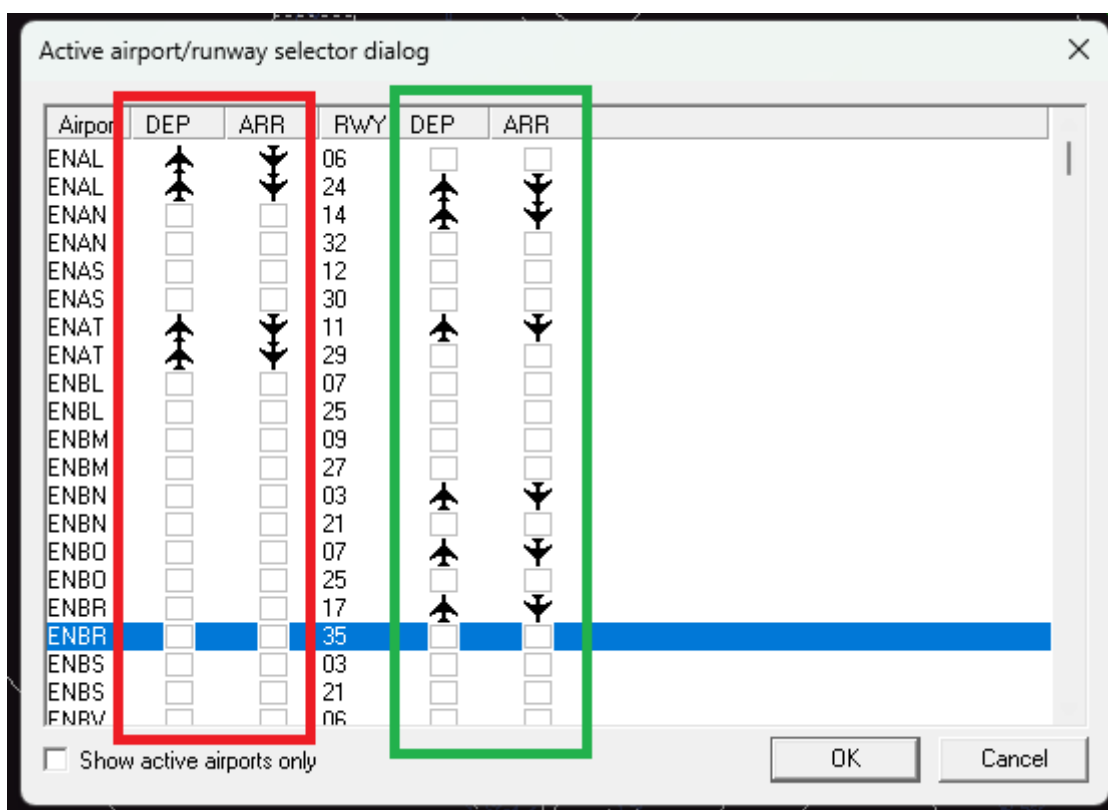 Active airport/runway selector dialog
Airpor DEP ARR RWY DEP ARR
ENAL 06
ENAL 24
ENAN 14
ENAN 32
ENAS 12
ENAS 30
ENAT 11
ENAT 29
ENBL 07
ENBL 25
ENBM 09
ENBM 27
ENBN 03
ENBN 21
ENBO 07
ENBO 25
ENBR 17
ENBR 35
ENBS 03
ENBS 21
ENBV 06
Show active airports only OK Cancel